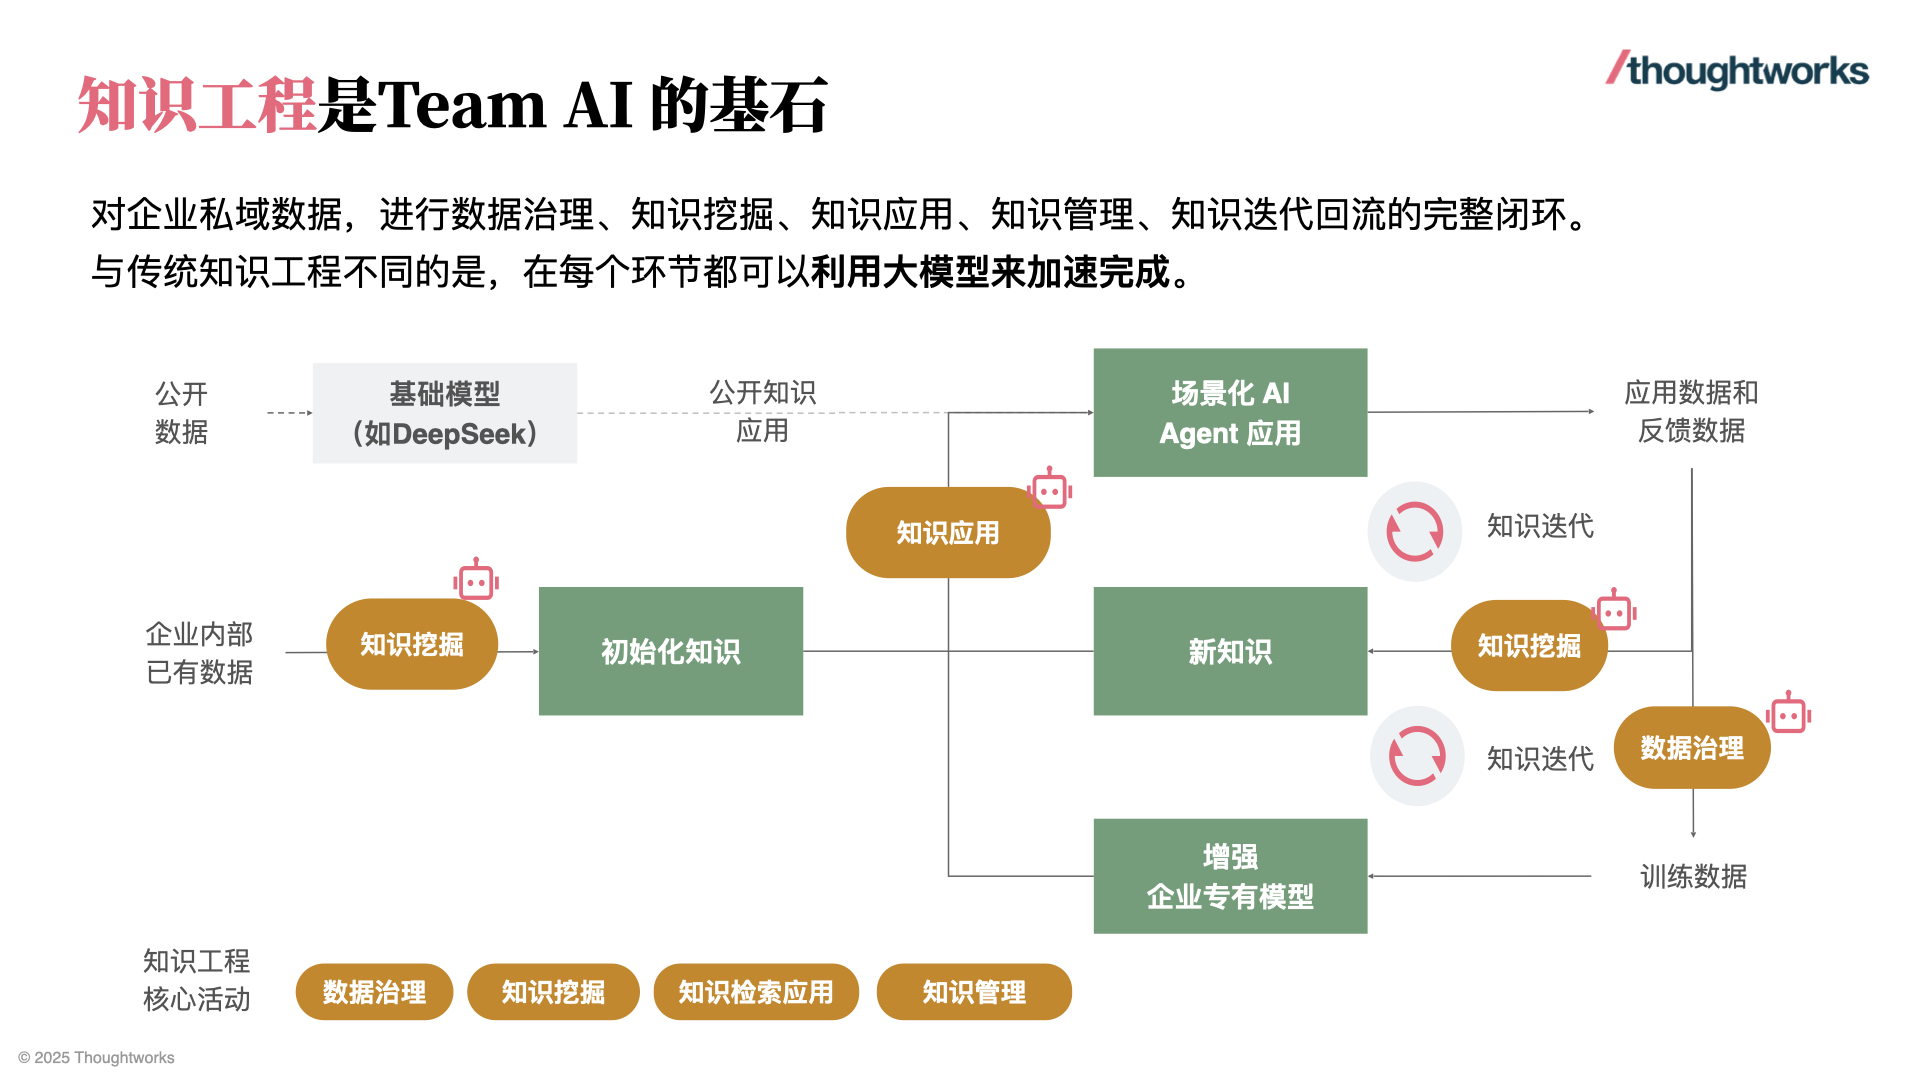 知识工程是Team AI 的基石
/thoughtworks
对企业私域数据，进行数据治理、知识挖掘、知识应用、知识管理、知识迭代回流的完整闭环。
与传统知识工程不同的是，在每个环节都可以利用大模型来加速完成。
公开
数据
基础模型
（如DeepSeek）
公开知识
应用
场景化 AI
Agent 应用
应用数据和
反馈数据
知识应用
知识迭代
企业内部
已有数据
知识挖掘
初始化知识
新知识
知识挖掘
知识迭代
数据治理
增强
企业专有模型
训练数据
知识工程
核心活动
数据治理
知识挖掘
知识检索应用
知识管理
© 2025 Thoughtworks